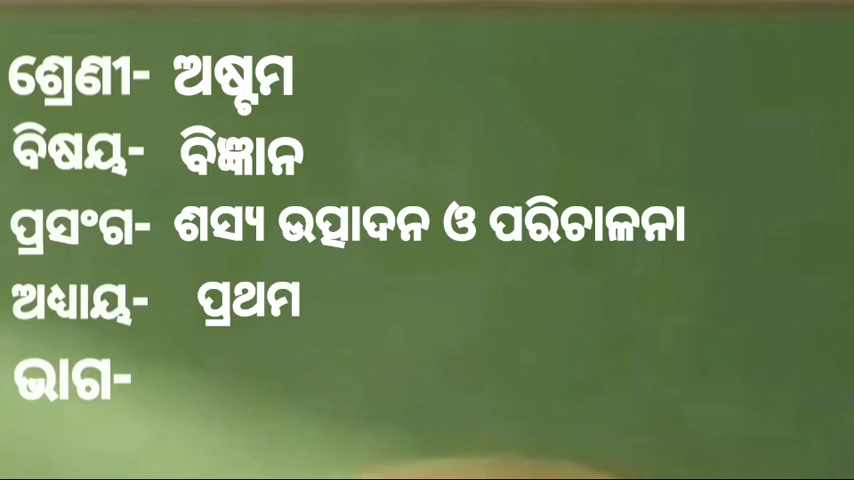 ଶ୍ରେଣୀ- ଅଷ୍ଟମ
ବିଷୟ- ବିଜ୍ଞାନ
ପ୍ରସଂଗ- ଶସ୍ୟ ଉତ୍ପାଦନ ଓ ପରିଚାଳନା
ଅଧ୍ୟାୟ- ପ୍ରଥମ
ଭାଗ-